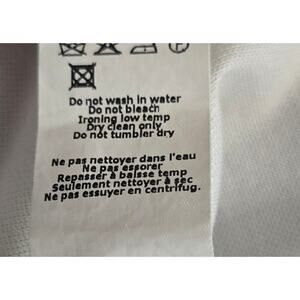 Do not wash in water
Do not bleach
Ironing low temp
Dry clean only
Do not tumbler dry
Ne pas nettoyer dans l'eau
Ne pas essorer
Repasser à baisse temp
Seulement nettoyer à sec
Ne pas essuyer en centrifug.